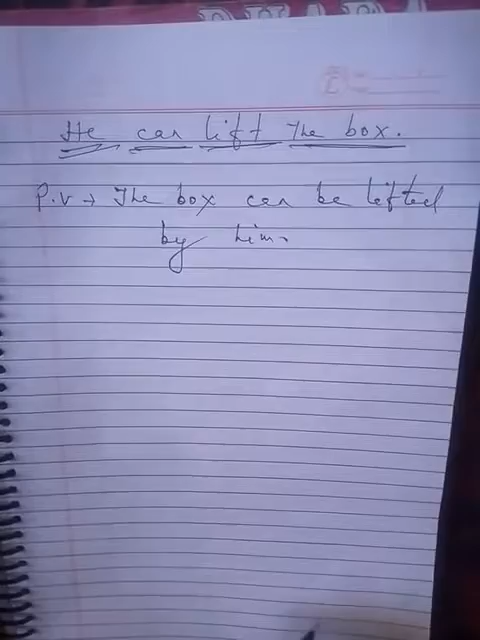 He can lift the box.
P.V → The box can be lifted
by him.